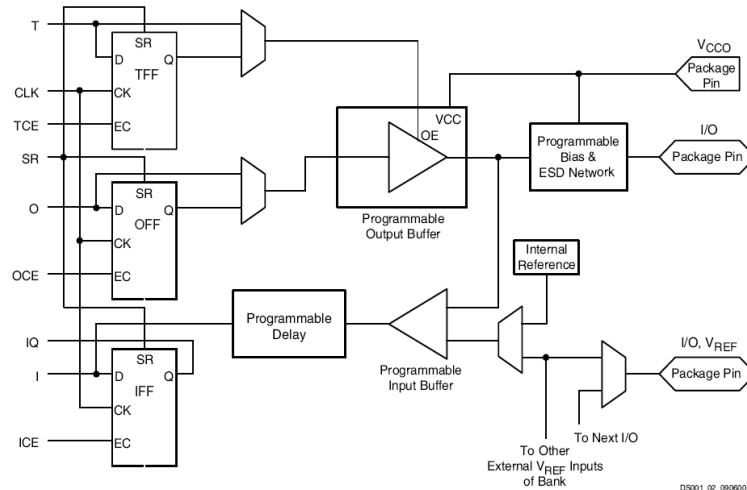 T
SR
D
Q
TFF
CLK
CK
TCE
EC
VCCO
Package
Pin
VCC
OE
I/O
Programmable
Bias &
ESD Network
Package Pin
SR
SR
O
D
Q
OFF
CK
OCE
EC
Programmable
Output Buffer
Internal
Reference
Programmable
Delay
Programmable
Input Buffer
IQ
SR
I
D
Q
IFF
CK
ICE
EC
I/O, VREF
Package Pin
To Next I/O
To Other
External VREF Inputs
of Bank
DS001_02_090600